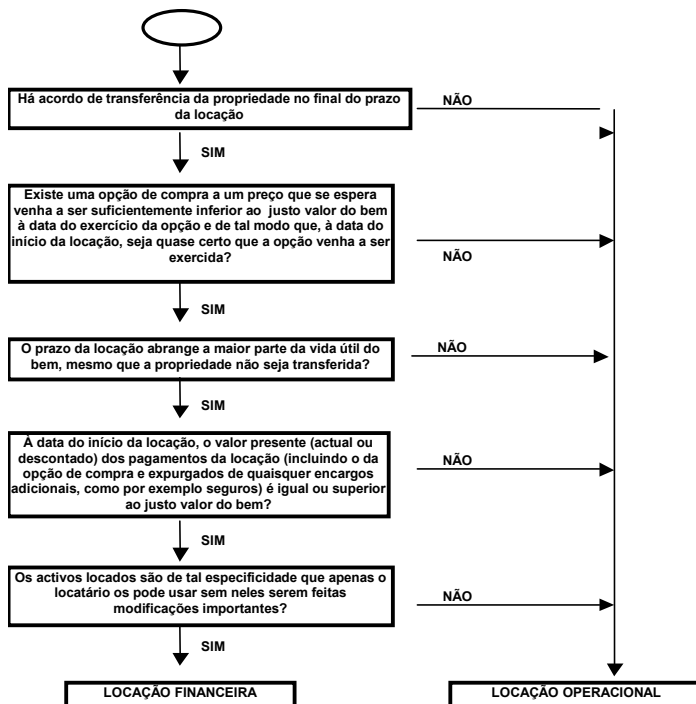 Há acordo de transferência da propriedade no final do prazo
da locação
NÃO
SIM
Existe uma opção de compra a um preço que se espera
venha a ser suficientemente inferior ao justo valor do bem
à data do exercício da opção e de tal modo que, à data do
início da locação, seja quase certo que a opção venha a ser
exercida?
NÃO
SIM
O prazo da locação abrange a maior parte da vida útil do
bem, mesmo que a propriedade não seja transferida?
NÃO
SIM
À data do início da locação, o valor presente (actual ou
descontado) dos pagamentos da locação (incluindo o da
opção de compra e expurgados de quaisquer encargos
adicionais, como por exemplo seguros) é igual ou superior
ao justo valor do bem?
NÃO
SIM
Os activos locados são de tal especificidade que apenas o
locatário os pode usar sem neles serem feitas
modificações importantes?
NÃO
SIM
LOCAÇÃO FINANCEIRA
LOCAÇÃO OPERACIONAL